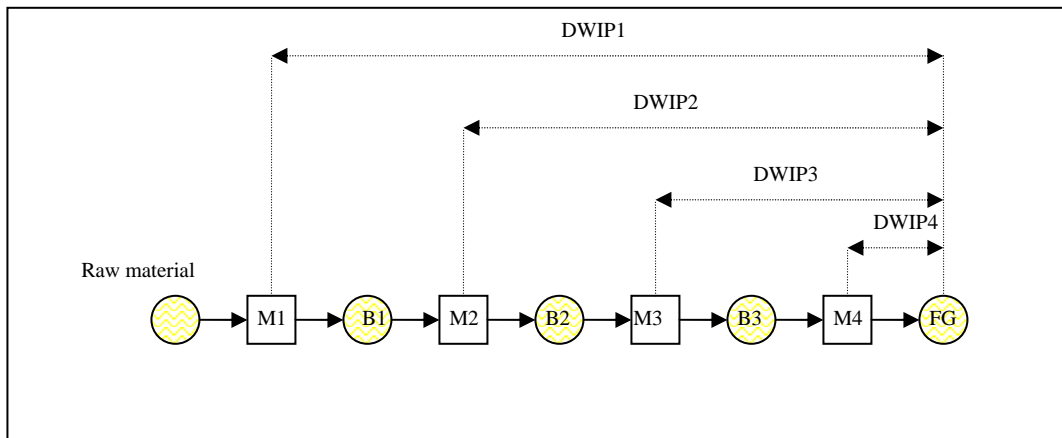 DWIP1
DWIP2
DWIP3
DWIP4
Raw material
M1 B1 M2 B2 M3 B3 M4 FG